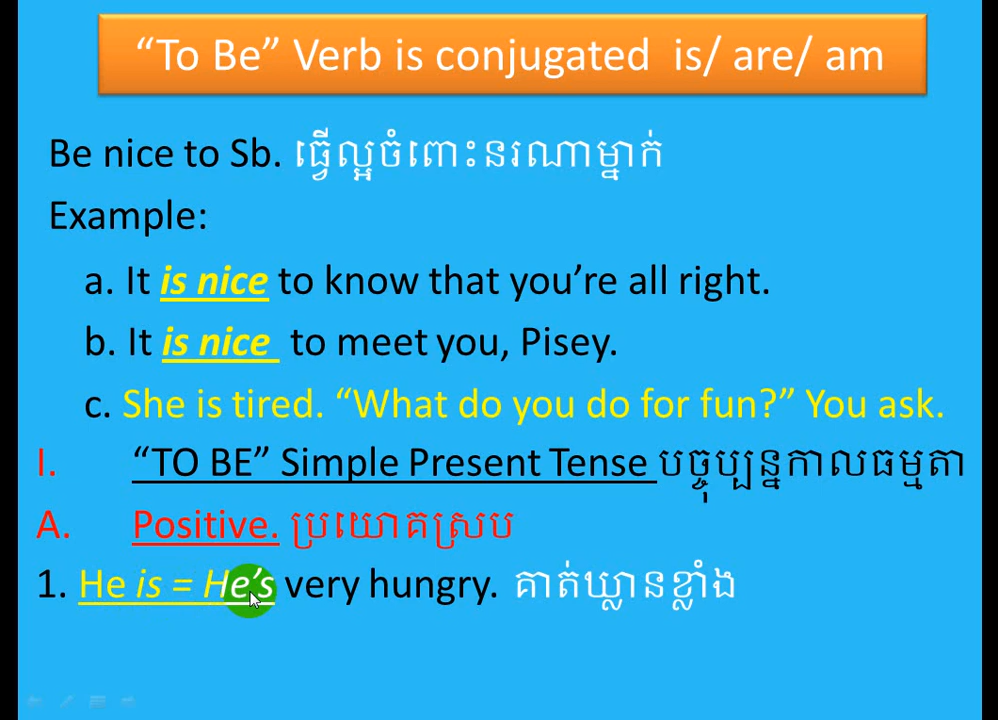 “To Be” Verb is conjugated is/ are/ am
Be nice to Sb. ធ្វើល្អចំពោះនរណាម្នាក់
Example:
a. It is nice to know that you’re all right.
b. It is nice to meet you, Pisey.
c. She is tired. “What do you do for fun?” You ask.
I. “TO BE” Simple Present Tense បច្ចុប្បន្នកាលធម្មតា
A. Positive. ប្រយោគស្រប
1. He is = He’s very hungry. គាត់ឃ្លានខ្លាំង